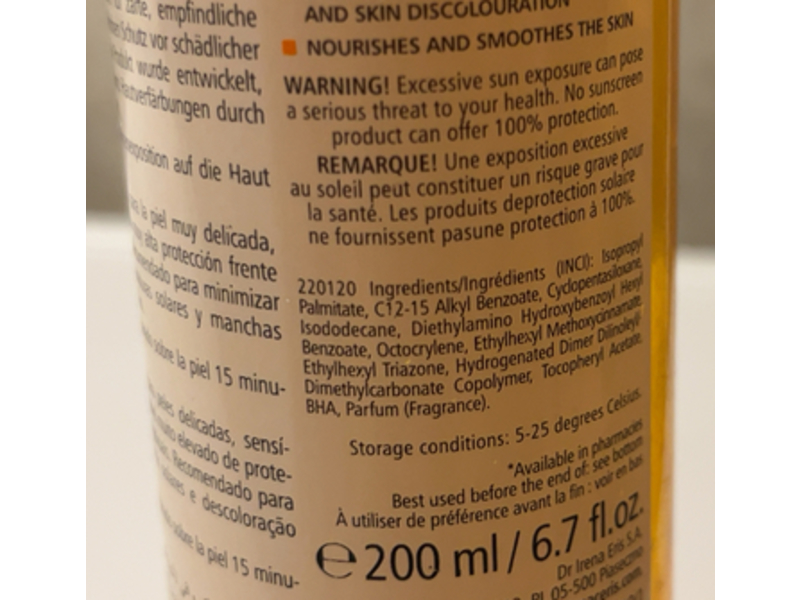 zarte, empfindliche
Schutz vor schädlicher
wurde entwickelt,
Hautverfärbungen durch
auf die Haut
la piel muy delicada,
alta protección frente
para minimizar
solares y manchas
sobre la piel 15 minu-
pieles delicadas, sensí-
elevado de prote-
Recomendado para
e descoloração
sobre la piel 15 minu-
AND SKIN DISCOLOURATION
NOURISHES AND SMOOTHES THE SKIN
WARNING! Excessive sun exposure can pose
a serious threat to your health. No sunscreen
product can offer 100% protection.
REMARQUE! Une exposition excessive
au soleil peut constituer un risque grave pour
la santé. Les produits deprotection solaire
ne fournissent pasune protection à 100%.
220120 Ingredients/Ingrédients (INCI): Isopropyl
Palmitate, C12-15 Alkyl Benzoate, Cyclopentasiloxane,
Isododecane, Diethylamino Hydroxybenzoyl Hexyl
Benzoate, Octocrylene, Ethylhexyl Methoxycinnamate,
Ethylhexyl Triazone, Hydrogenated Dimer Dilinoleyl/
Dimethylcarbonate Copolymer, Tocopheryl Acetate,
BHA, Parfum (Fragrance).
Storage conditions: 5-25 degrees Celsius.
*Available in pharmacies
Best used before the end of: see bottom
À utiliser de préférence avant la fin : voir en bas
℮200 ml / 6.7 fl.oz.
Dr Irena Eris S.A.
PL 05-500 Piaseczno